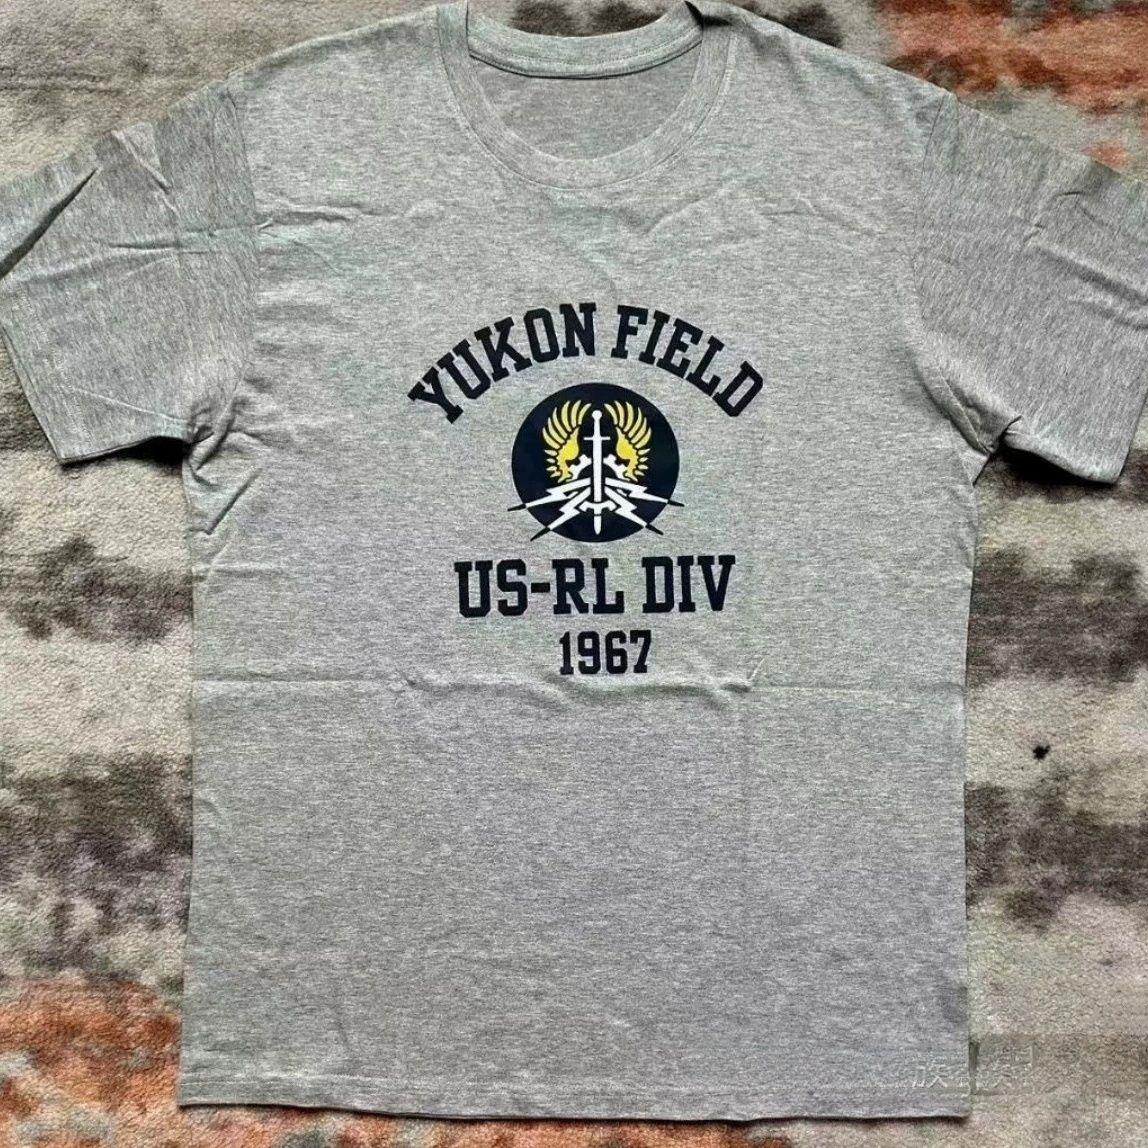 YUKON FIELD
US-RL DIV
1967